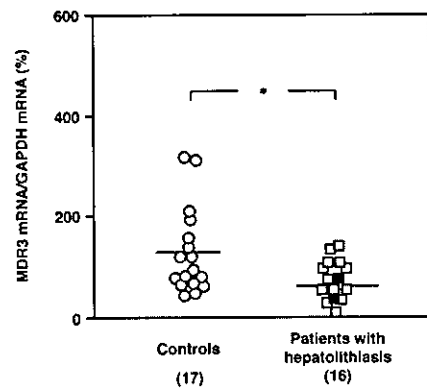 MDR3 mRNA/GAPDH mRNA (%)
600
400
200
0
*
Controls
(17)
Patients with
hepatolithiasis
(16)